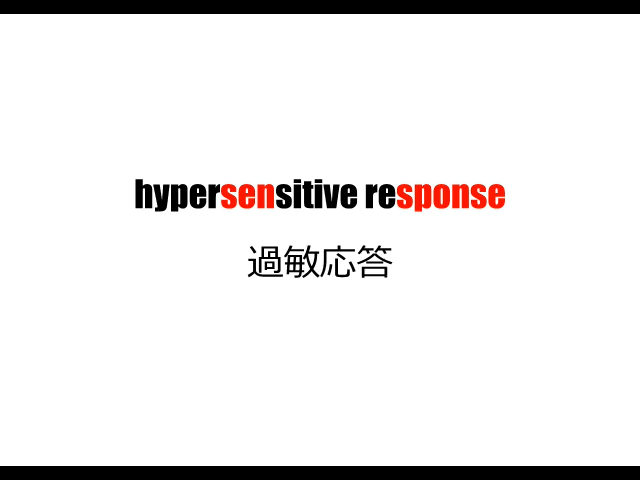 hypersensitive response
過敏応答